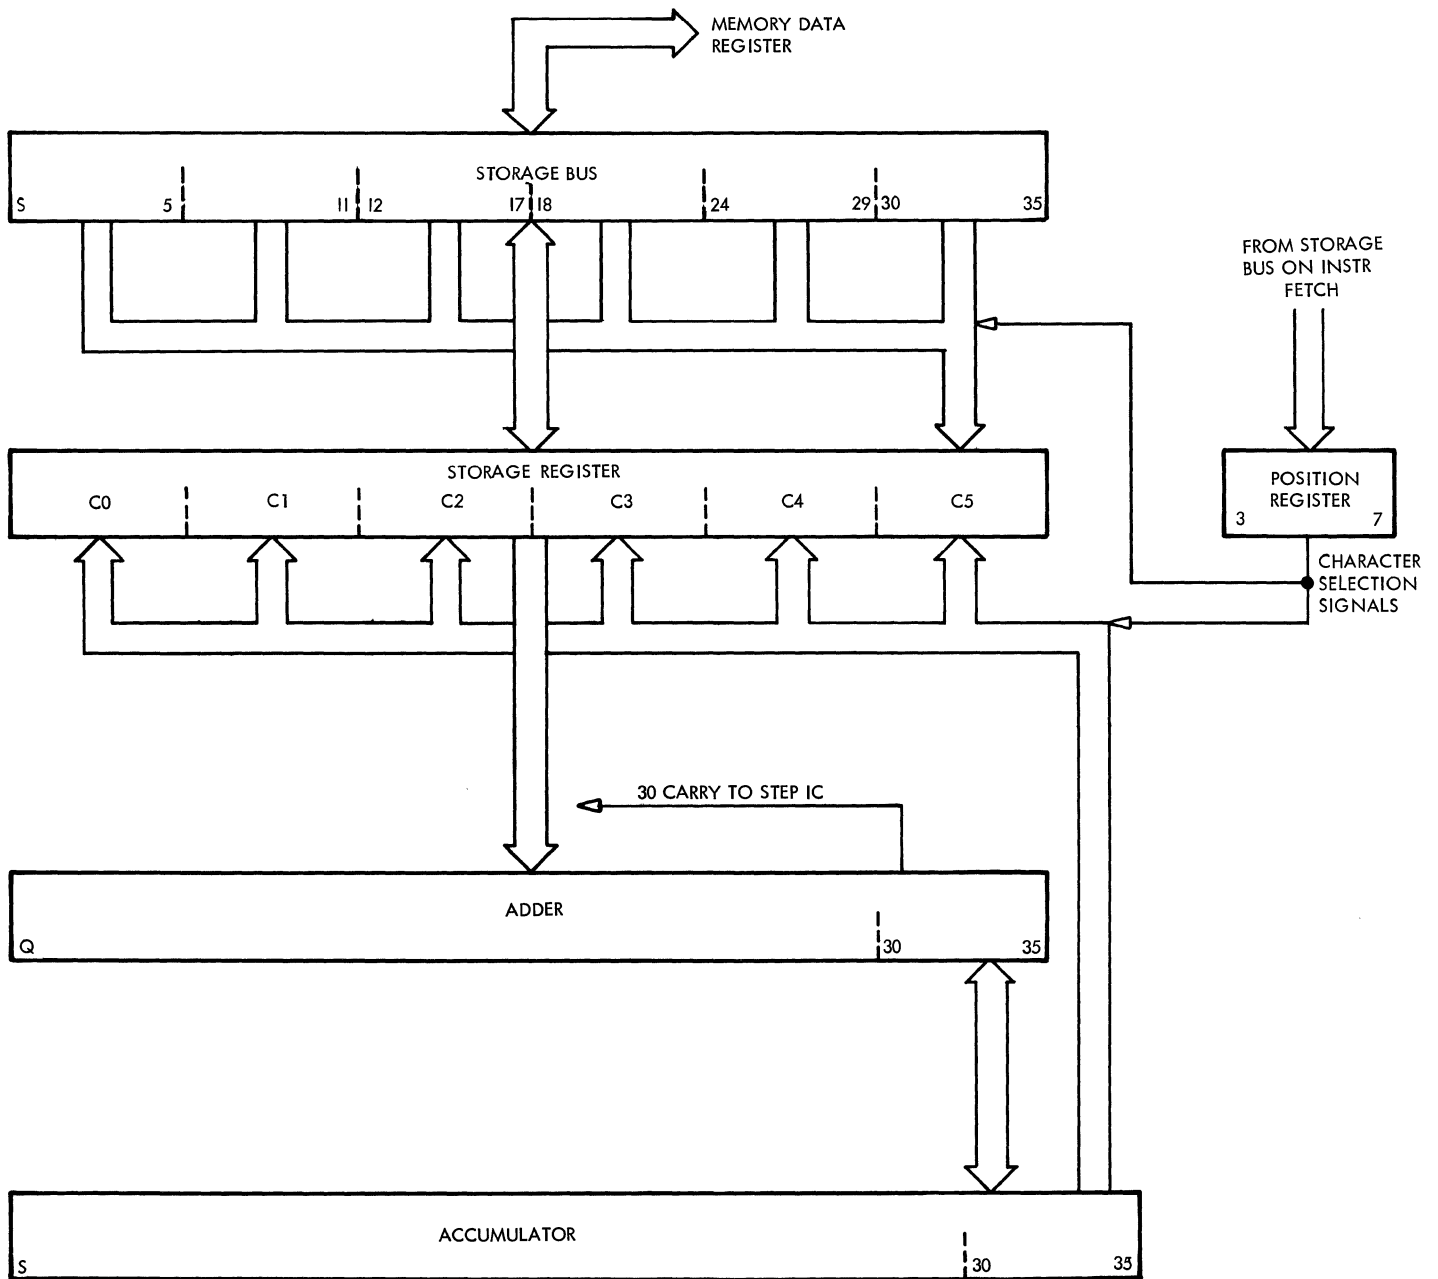 MEMORY DATA
REGISTER
STORAGE BUS
S 5 11 12 17 18 24 29 30 35
FROM STORAGE
BUS ON INSTR
FETCH
STORAGE REGISTER
C0 C1 C2 C3 C4 C5
POSITION
REGISTER
3 7
CHARACTER
SELECTION
SIGNALS
30 CARRY TO STEP IC
ADDER
Q 30 35
ACCUMULATOR
S 30 35